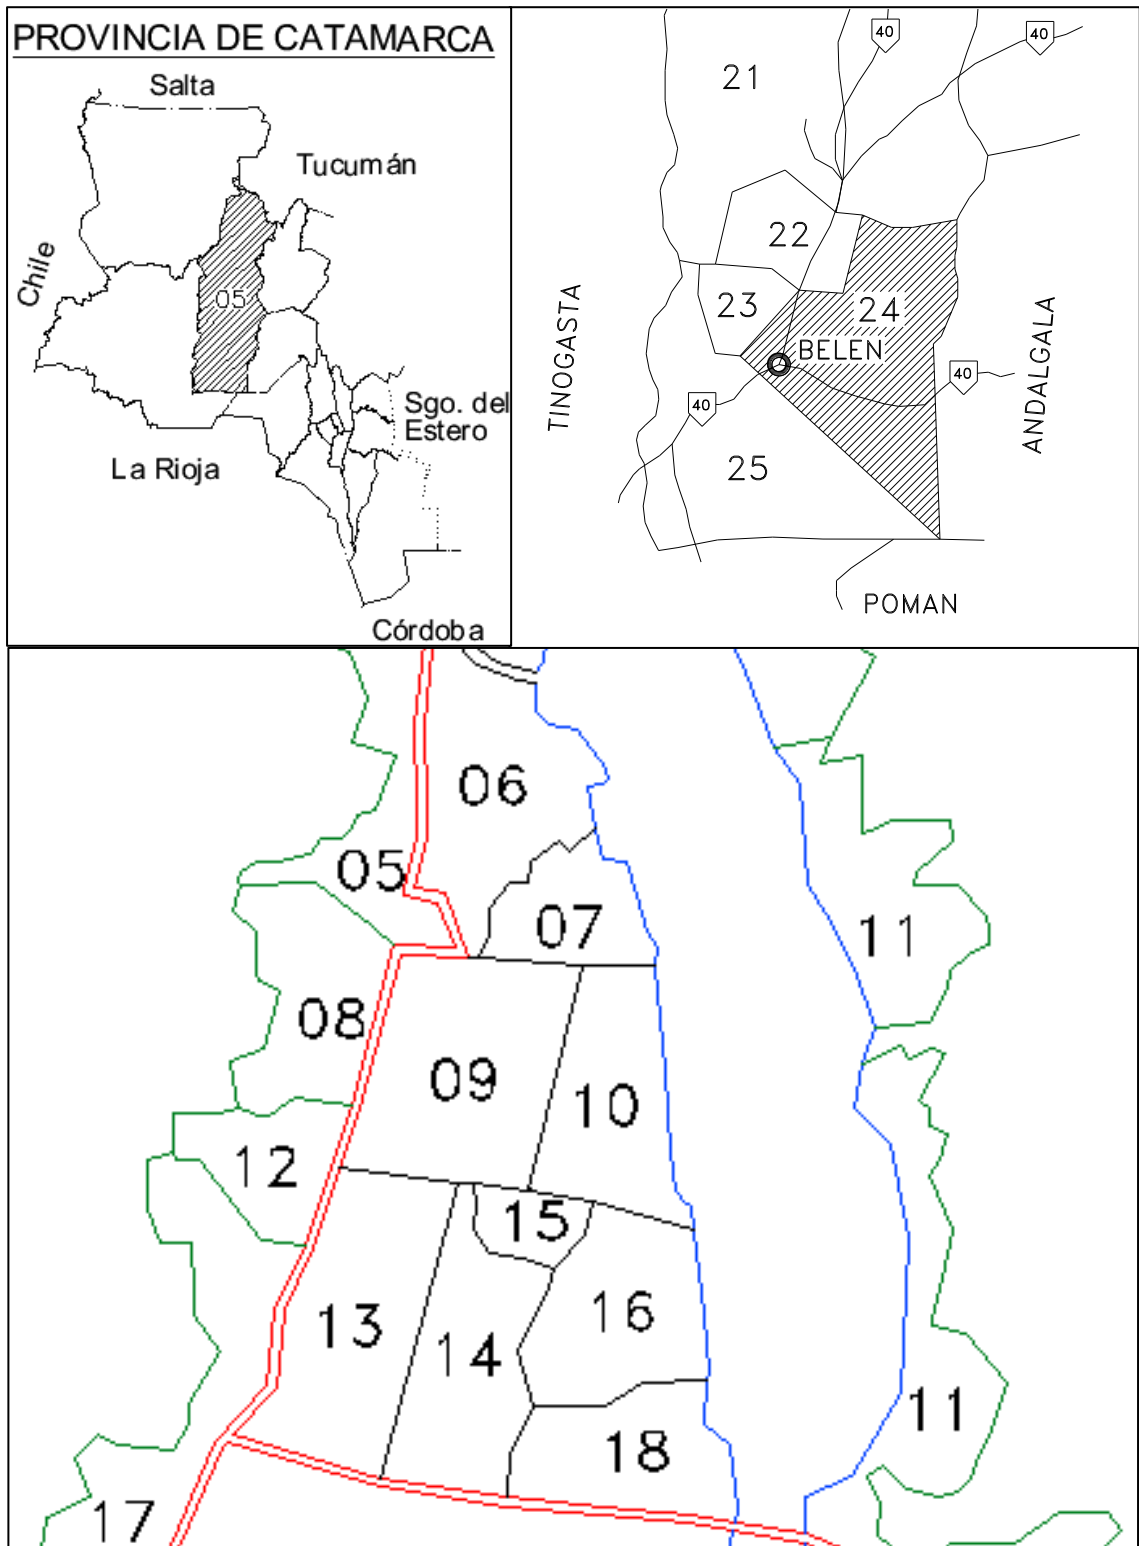 PROVINCIA DE CATAMARCA
Salta
Tucumán
Chile
05
Sgo. del
Estero
La Rioja
Córdoba
40
40
21
22
23
24
TINOGASTA
BELEN
ANDALGALA
40
40
25
POMAN
06
05
07
11
08
09
10
12
15
13
14
16
11
18
17